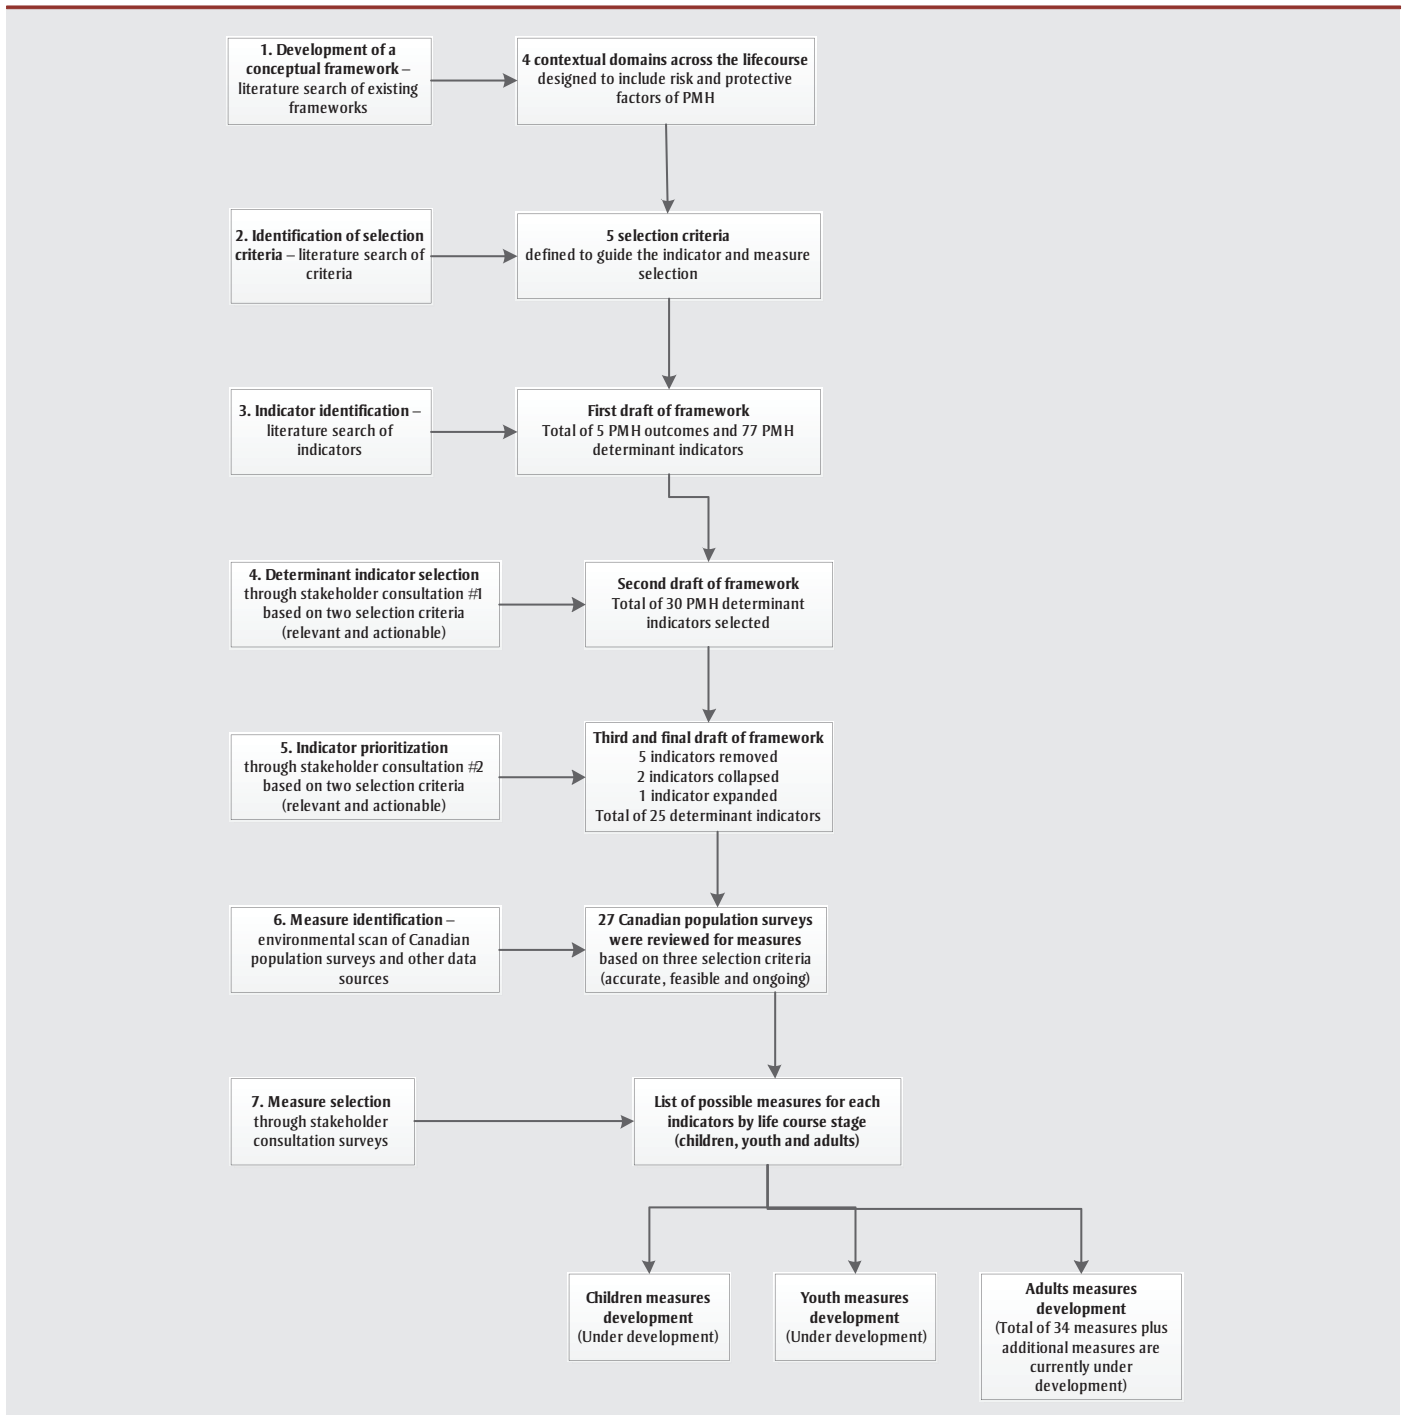 1. Development of a
conceptual framework –
literature search of existing
frameworks
4 contextual domains across the lifecourse
designed to include risk and protective
factors of PMH
2. Identification of selection
criteria – literature search of
criteria
5 selection criteria
defined to guide the indicator and measure
selection
3. Indicator identification –
literature search of
indicators
First draft of framework
Total of 5 PMH outcomes and 77 PMH
determinant indicators
4. Determinant indicator selection
through stakeholder consultation #1
based on two selection criteria
(relevant and actionable)
Second draft of framework
Total of 30 PMH determinant
indicators selected
5. Indicator prioritization
through stakeholder consultation #2
based on two selection criteria
(relevant and actionable)
Third and final draft of framework
5 indicators removed
2 indicators collapsed
1 indicator expanded
Total of 25 determinant indicators
6. Measure identification –
environmental scan of Canadian
population surveys and other data
sources
27 Canadian population surveys
were reviewed for measures
based on three selection criteria
(accurate, feasible and ongoing)
7. Measure selection
through stakeholder
consultation surveys
List of possible measures for each
indicators by life course stage
(children, youth and adults)
Children measures
development
(Under development)
Youth measures
development
(Under development)
Adults measures
development
(Total of 34 measures plus
additional measures are
currently under
development)